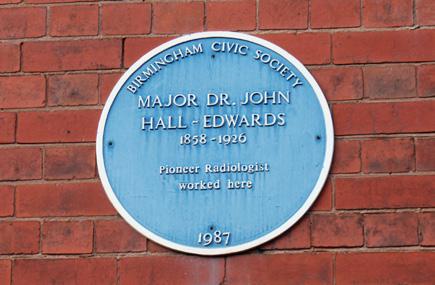 BIRMINGHAM CIVIC SOCIETY
MAJOR DR. JOHN
HALL-EDWARDS
1858-1926
Pioneer Radiologist
worked here
1987